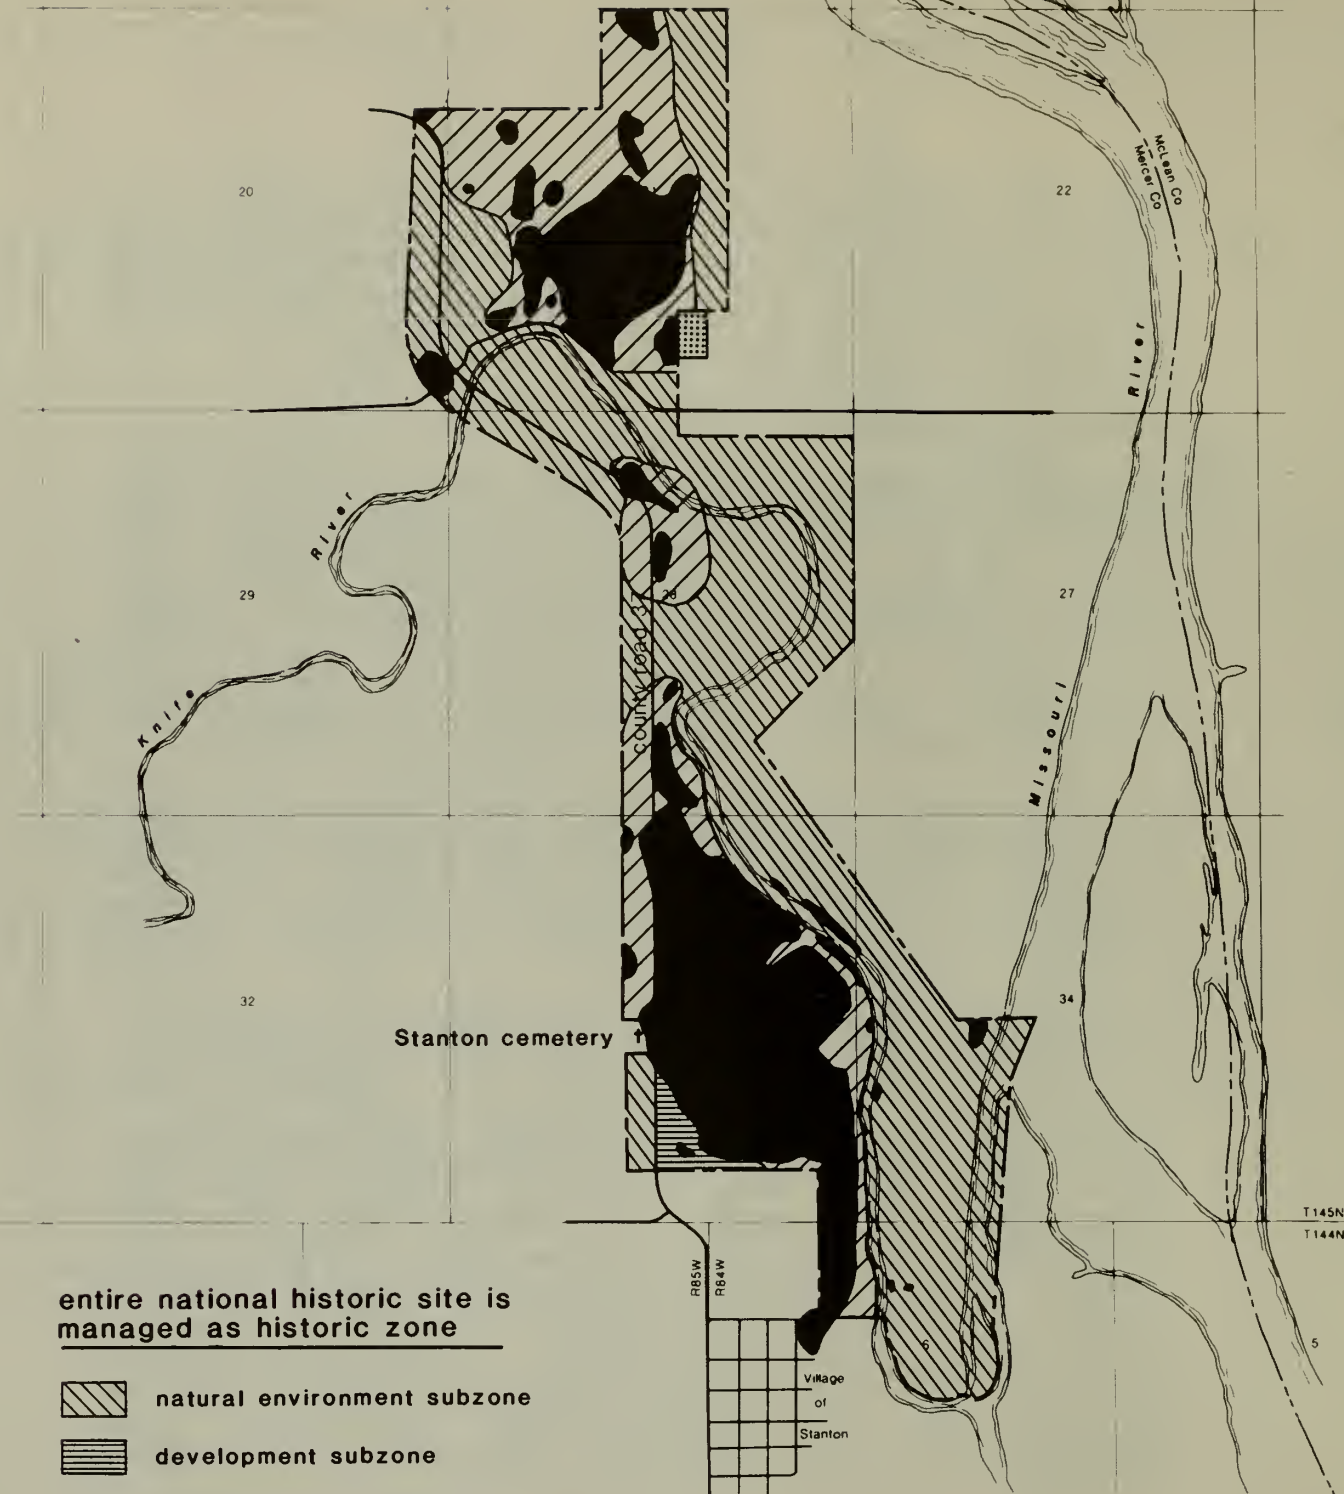 McLean Co
Mercer Co
20
22
River
River
29
28
27
county road 37
Knife
Missouri
32
34
Stanton cemetery †
T145N
T144N
R85W
R84W
entire national historic site is
managed as historic zone
6
5
Village
of
Stanton
natural environment subzone
development subzone